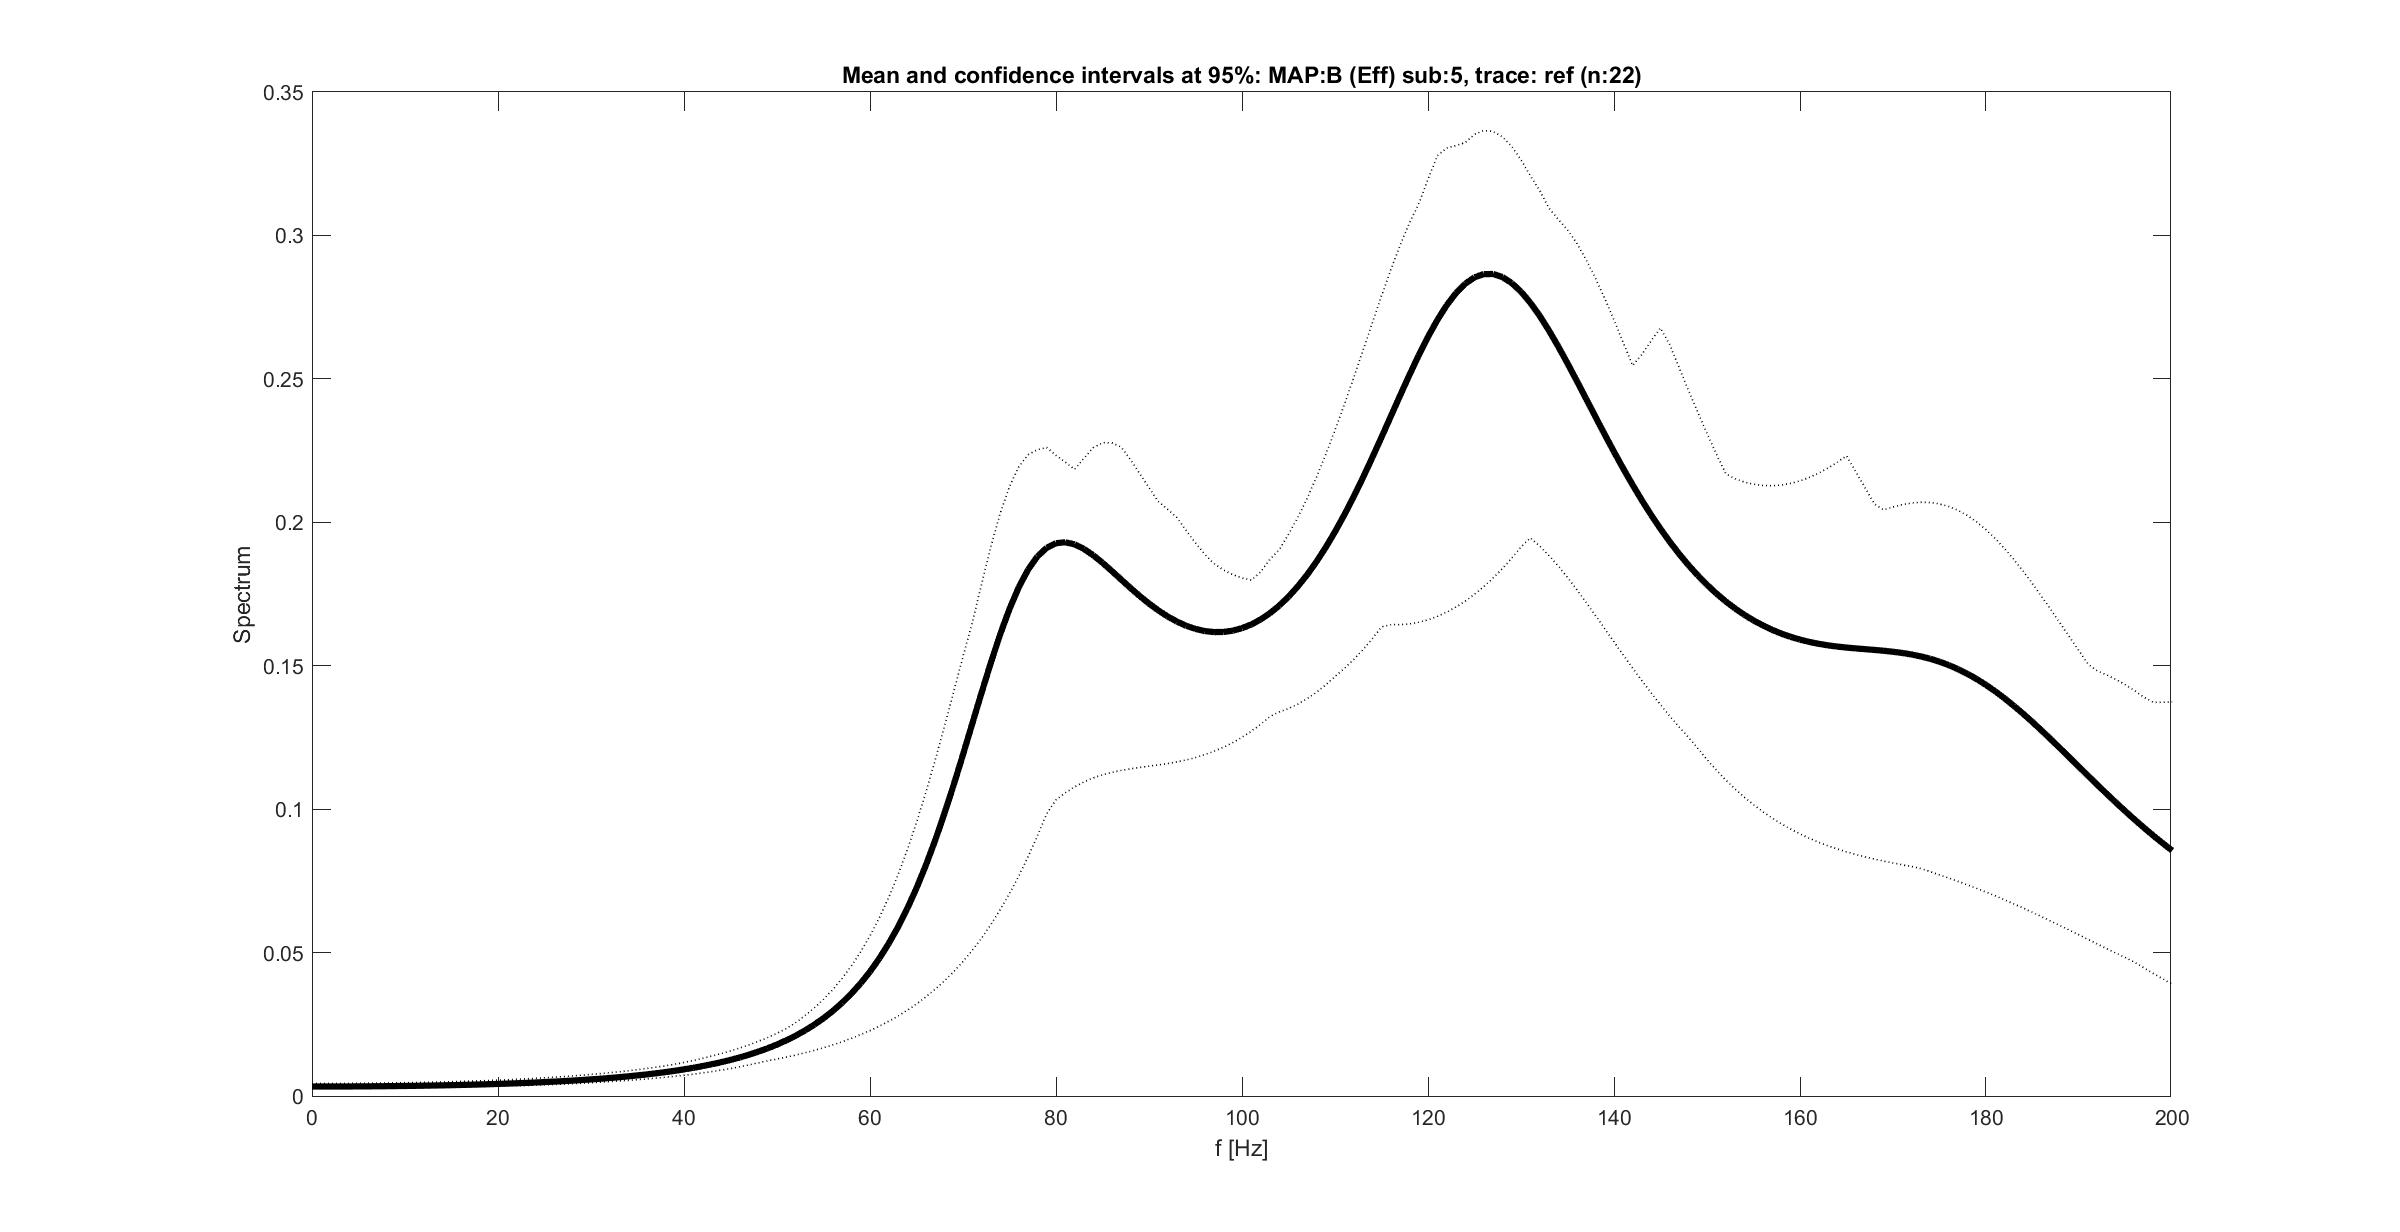 Mean and confidence intervals at 95%: MAP:B (Eff) sub:5, trace: ref (n:22)
0.35
0.3
0.25
0.2
0.15
0.1
0.05
0
Spectrum
0 20 40 60 80 100 120 140 160 180 200
f [Hz]